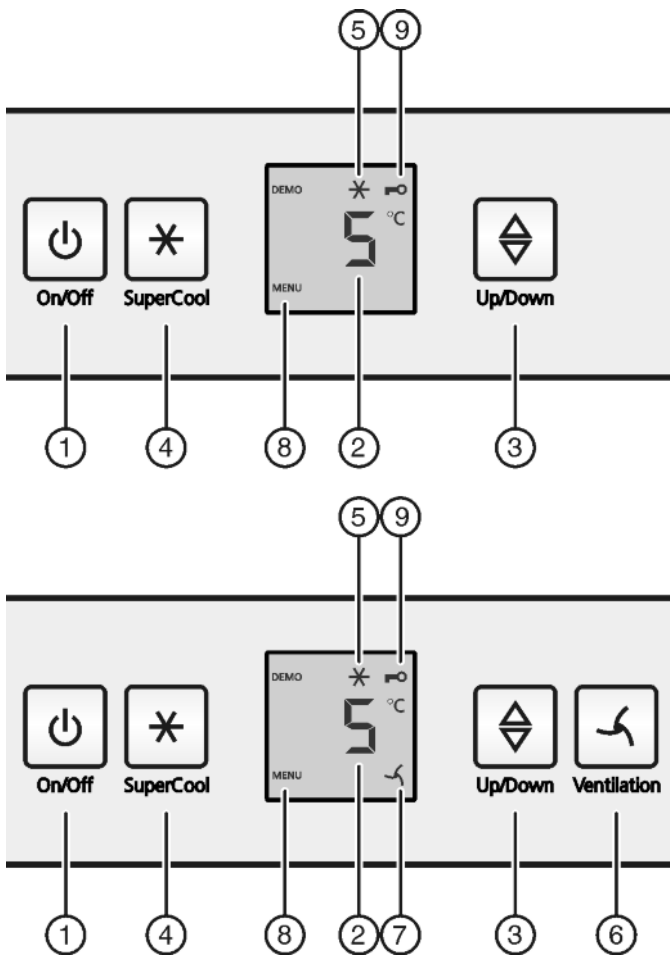 5 9
DEMO
5 °C
MENU
On/Off SuperCool Up/Down
1 4 8 2 3
5 9
DEMO
5 °C
MENU
On/Off SuperCool Up/Down Ventilation
1 4 8 2 7 3 6